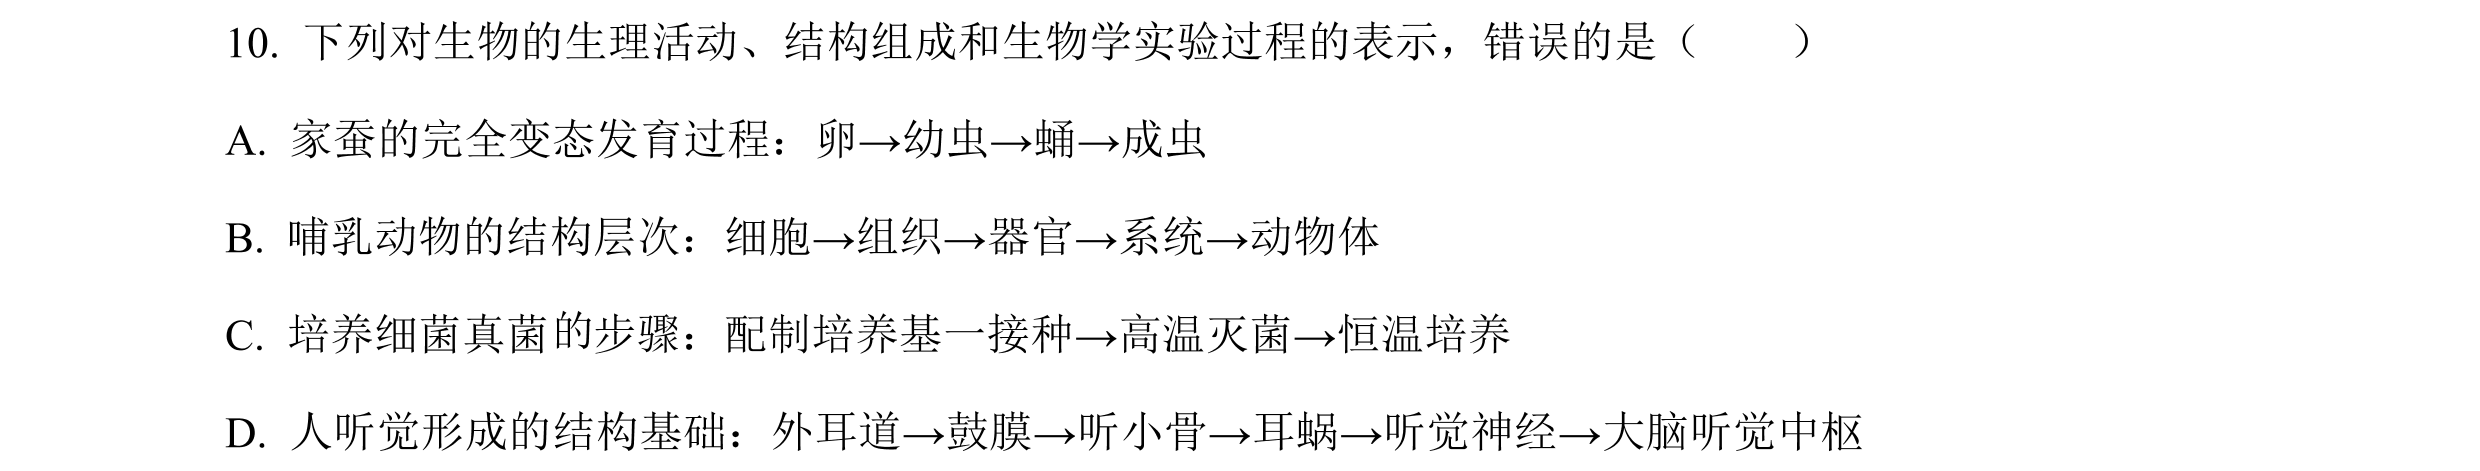 10. 下列对生物的生理活动、结构组成和生物学实验过程的表示，错误的是（　　）
A. 家蚕的完全变态发育过程：卵→幼虫→蛹→成虫
B. 哺乳动物的结构层次：细胞→组织→器官→系统→动物体
C. 培养细菌真菌的步骤：配制培养基一接种→高温灭菌→恒温培养
D. 人听觉形成的结构基础：外耳道→鼓膜→听小骨→耳蜗→听觉神经→大脑听觉中枢